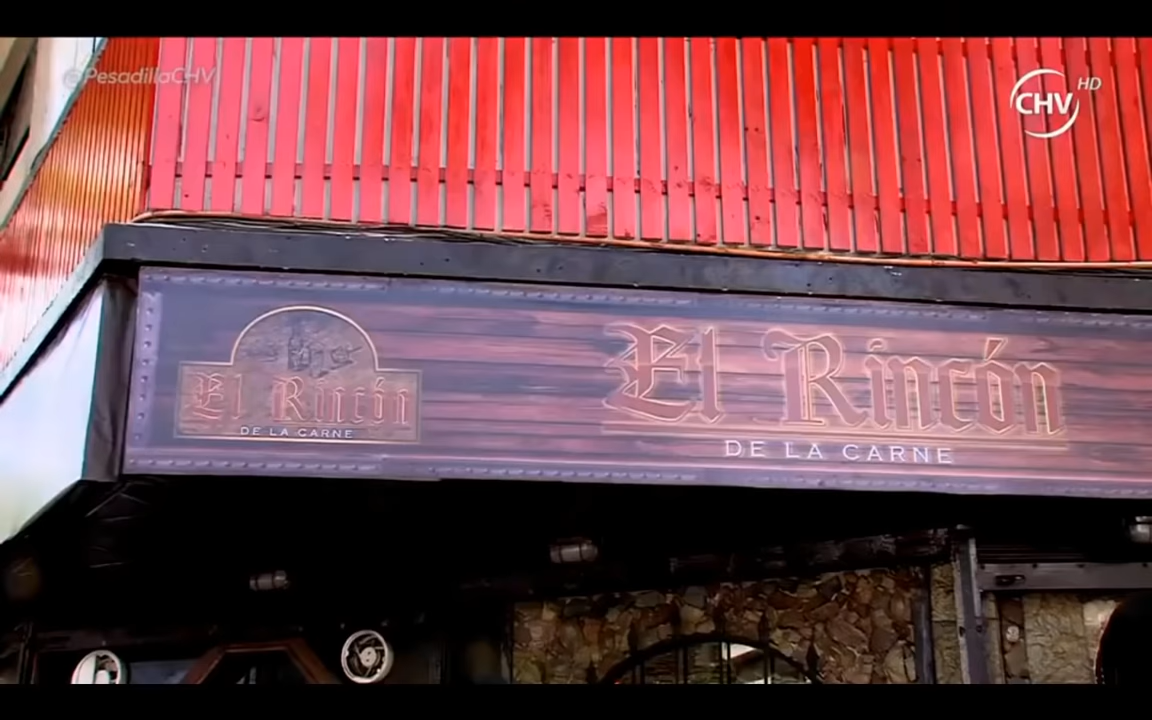 @PesadillaCHV
CHV HD
El Rincón
DE LA CARNE
El Rincón
DE LA CARNE